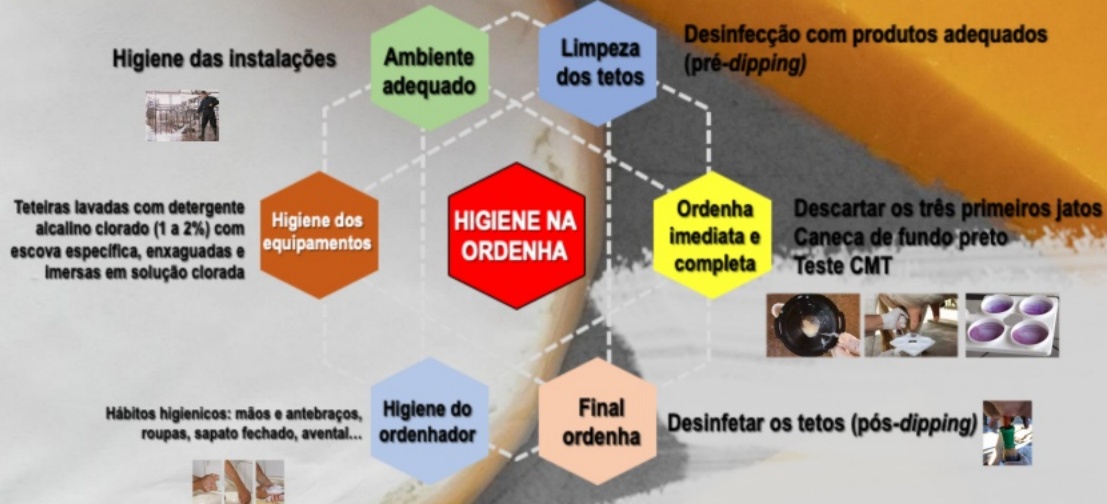 Higiene das instalações
Ambiente
adequado
Limpeza
dos tetos
Desinfecção com produtos adequados
(pré-dipping)
Teteiras lavadas com detergente
alcalino clorado (1 a 2%) com
escova específica, enxaguadas e
imersas em solução clorada
Higiene dos
equipamentos
HIGIENE NA
ORDENHA
Ordenha
imediata e
completa
Descartar os três primeiros jatos
Caneca de fundo preto
Teste CMT
Hábitos higienicos: mãos e antebraços,
roupas, sapato fechado, avental...
Higiene do
ordenhador
Final
ordenha
Desinfetar os tetos (pós-dipping)